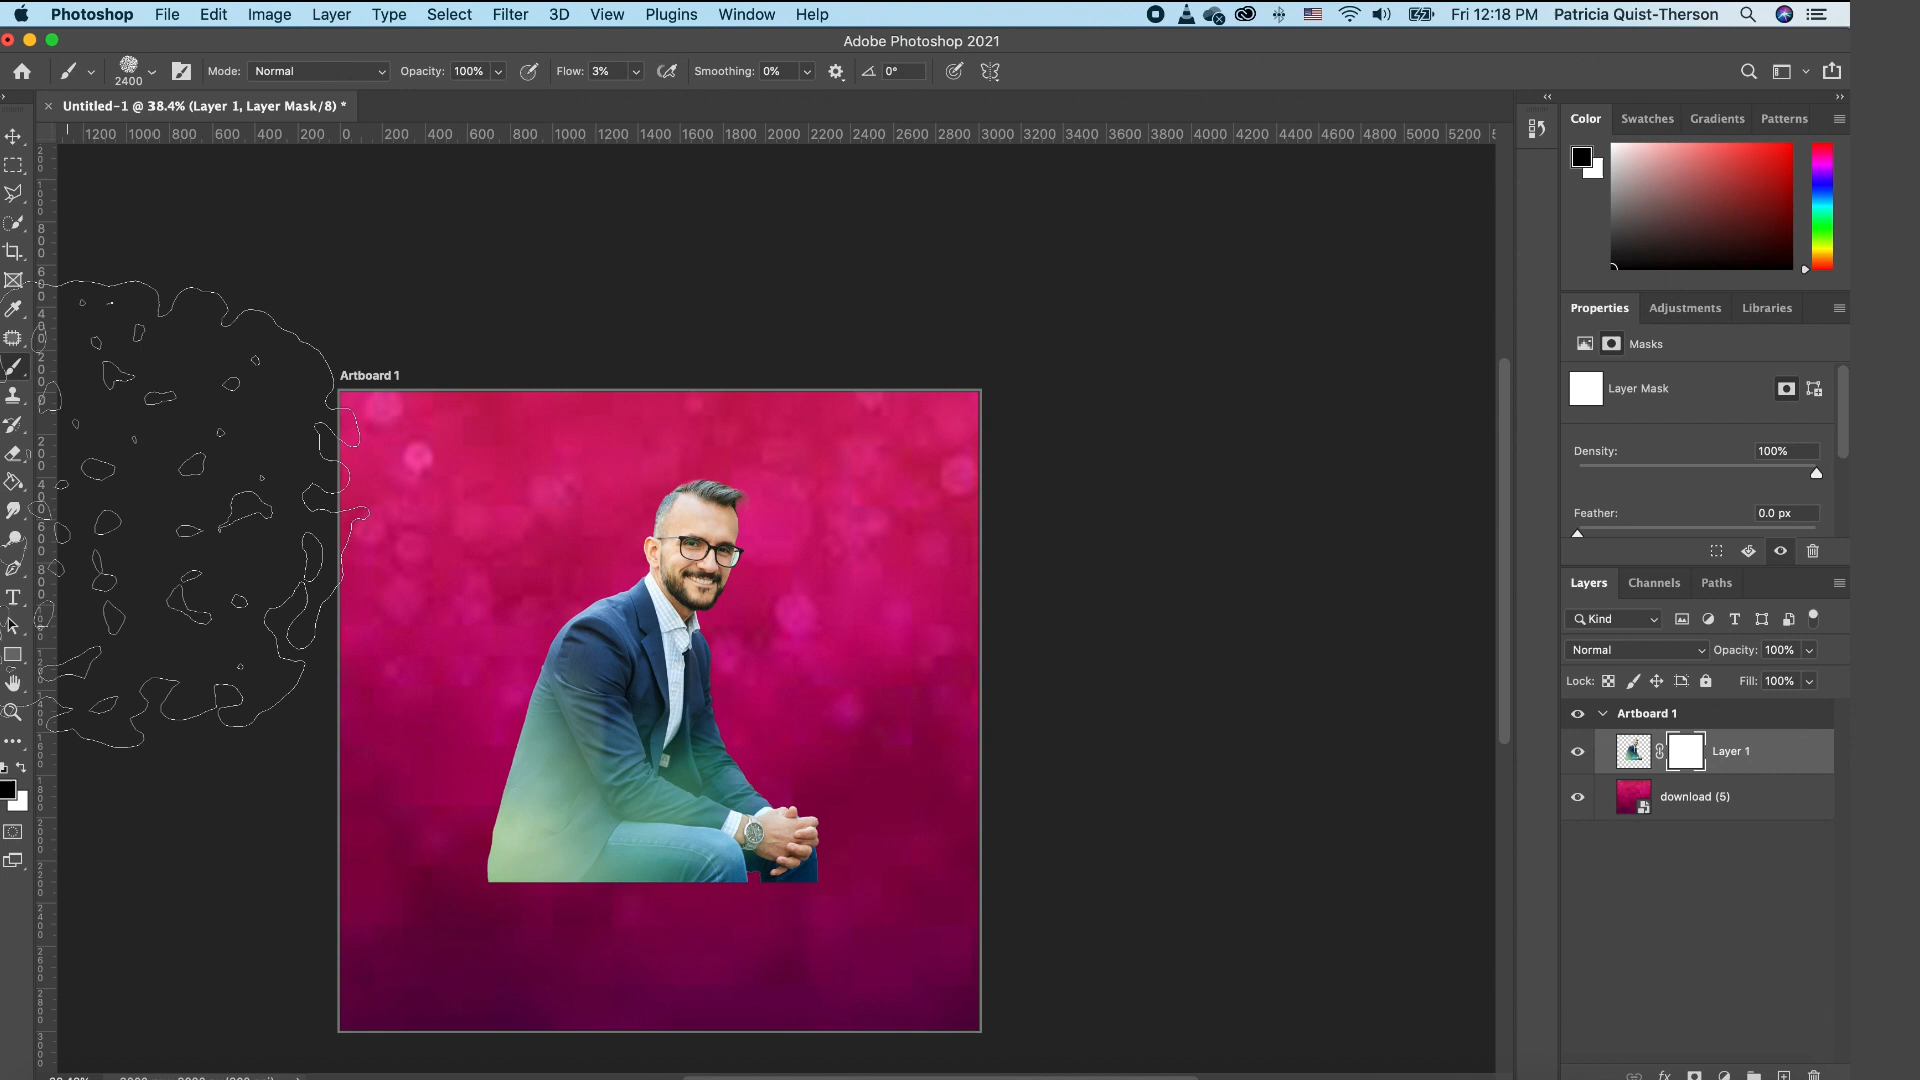 Photoshop File Edit Image Layer Type Select Filter 3D View Plugins Window Help Fri 12:18 PM Patricia Quist-Therson
Adobe Photoshop 2021
2400 Mode: Normal Opacity: 100% Flow: 3% Smoothing: 0% 0°
Untitled-1 @ 38.4% (Layer 1, Layer Mask/8) *
1200 1000 800 600 400 200 0 200 400 600 800 1000 1200 1400 1600 1800 2000 2200 2400 2600 2800 3000 3200 3400 3600 3800 4000 4200 4400 4600 4800 5000 5200
Artboard 1
Color Swatches Gradients Patterns
Properties Adjustments Libraries
Masks
Layer Mask
Density: 100%
Feather: 0.0 px
Layers Channels Paths
Kind
Normal Opacity: 100%
Lock: Fill: 100%
Artboard 1
Layer 1
download (5)
fx